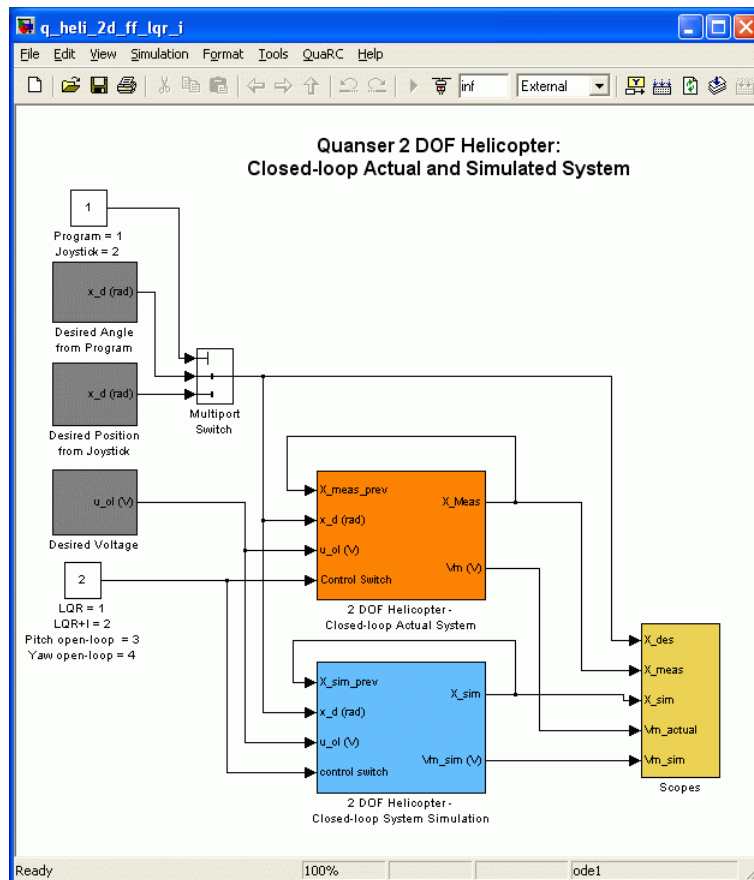 q_heli_2d_ff_lqr_i
File Edit View Simulation Format Tools QuaRC Help
inf External
Quanser 2 DOF Helicopter:
Closed-loop Actual and Simulated System
1
Program = 1
Joystick = 2
x_d (rad)
Desired Angle
from Program
x_d (rad)
Desired Position
from Joystick
Multiport
Switch
u_ol (V)
Desired Voltage
2
LQR = 1
LQR+I = 2
Pitch open-loop = 3
Yaw open-loop = 4
X_meas_prev
x_d (rad)
u_ol (V)
Control Switch
X_Meas
Vm (V)
2 DOF Helicopter -
Closed-loop Actual System
X_sim_prev
x_d (rad)
u_ol (V)
control switch
X_sim
Vm_sim (V)
2 DOF Helicopter -
Closed-loop System Simulation
X_des
X_meas
X_sim
Vm_actual
Vm_sim
Scopes
Ready 100% ode1